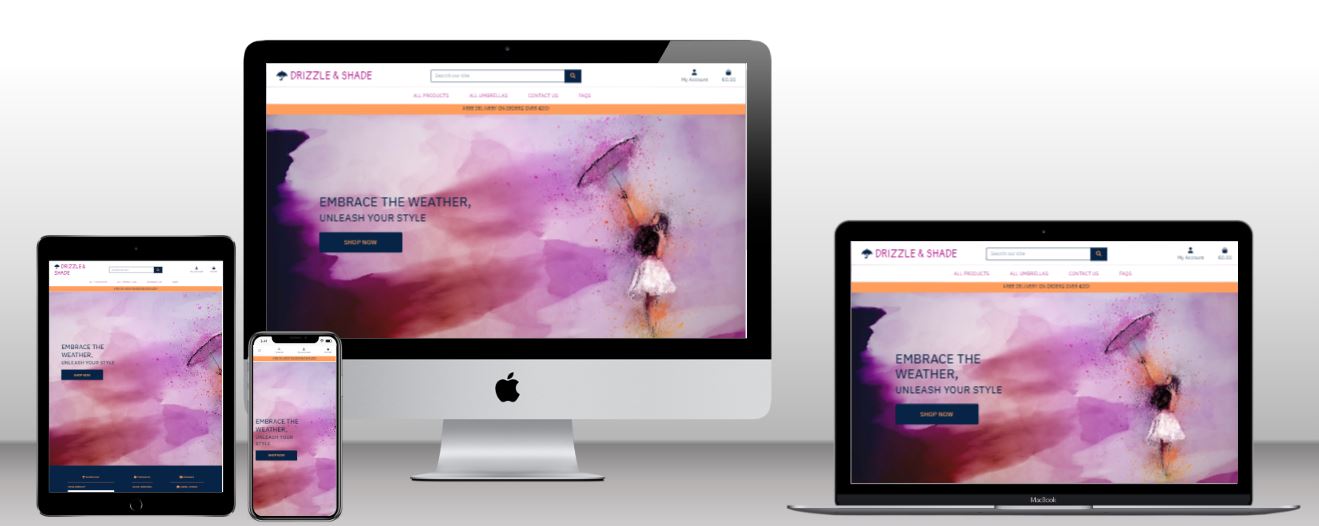 DRIZZLE & SHADE
Search our site
My Account
€0.00
ALL PRODUCTS
ALL UMBRELLAS
CONTACT US
FAQS
FREE DELIVERY ON ORDERS OVER €20!
EMBRACE THE WEATHER,
UNLEASH YOUR STYLE
SHOP NOW
DRIZZLE &
SHADE
EMBRACE THE
WEATHER,
UNLEASH YOUR STYLE
SHOP NOW
EMBRACE THE
WEATHER,
UNLEASH YOUR
STYLE
SHOP NOW
DRIZZLE & SHADE
Search our site
My Account
€0.00
ALL PRODUCTS
ALL UMBRELLAS
CONTACT US
FAQS
FREE DELIVERY ON ORDERS OVER €20!
EMBRACE THE
WEATHER,
UNLEASH YOUR STYLE
SHOP NOW
MacBook